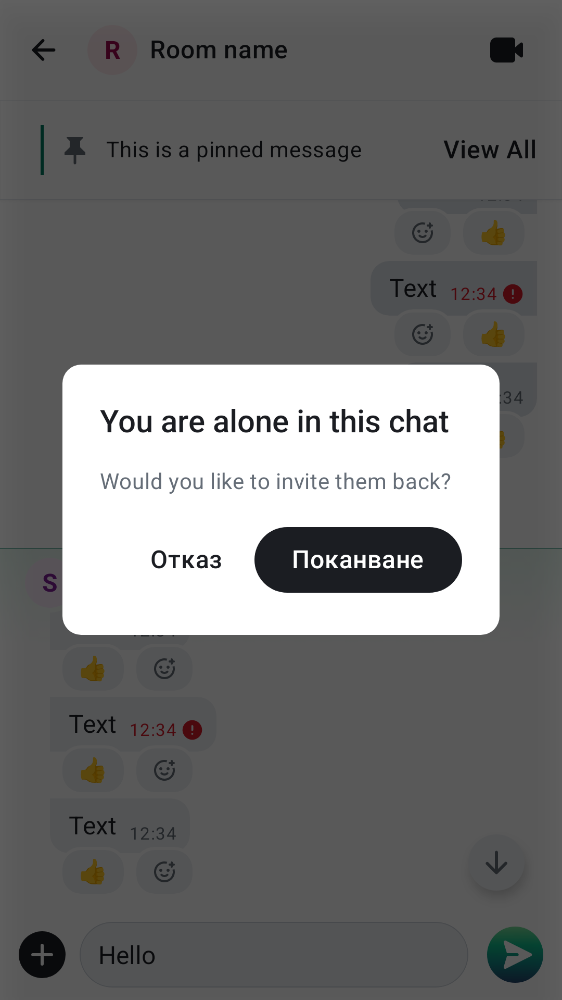 R Room name
This is a pinned message View All
Text 12:34
:34
You are alone in this chat
Would you like to invite them back?
Отказ Поканване
S
Text 12:34
Text 12:34
Hello